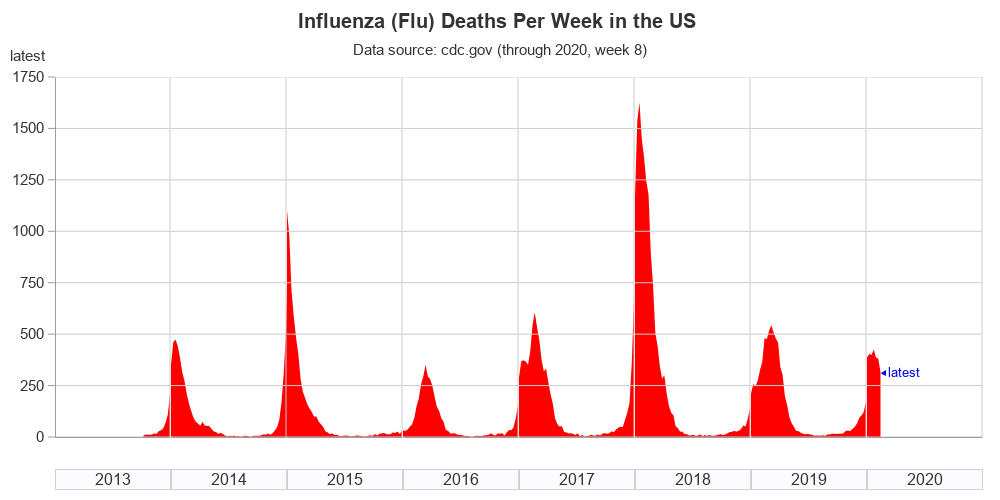 Influenza (Flu) Deaths Per Week in the US
Data source: cdc.gov (through 2020, week 8)
latest
1750
1500
1250
1000
750
500
250
0
latest
2013 2014 2015 2016 2017 2018 2019 2020